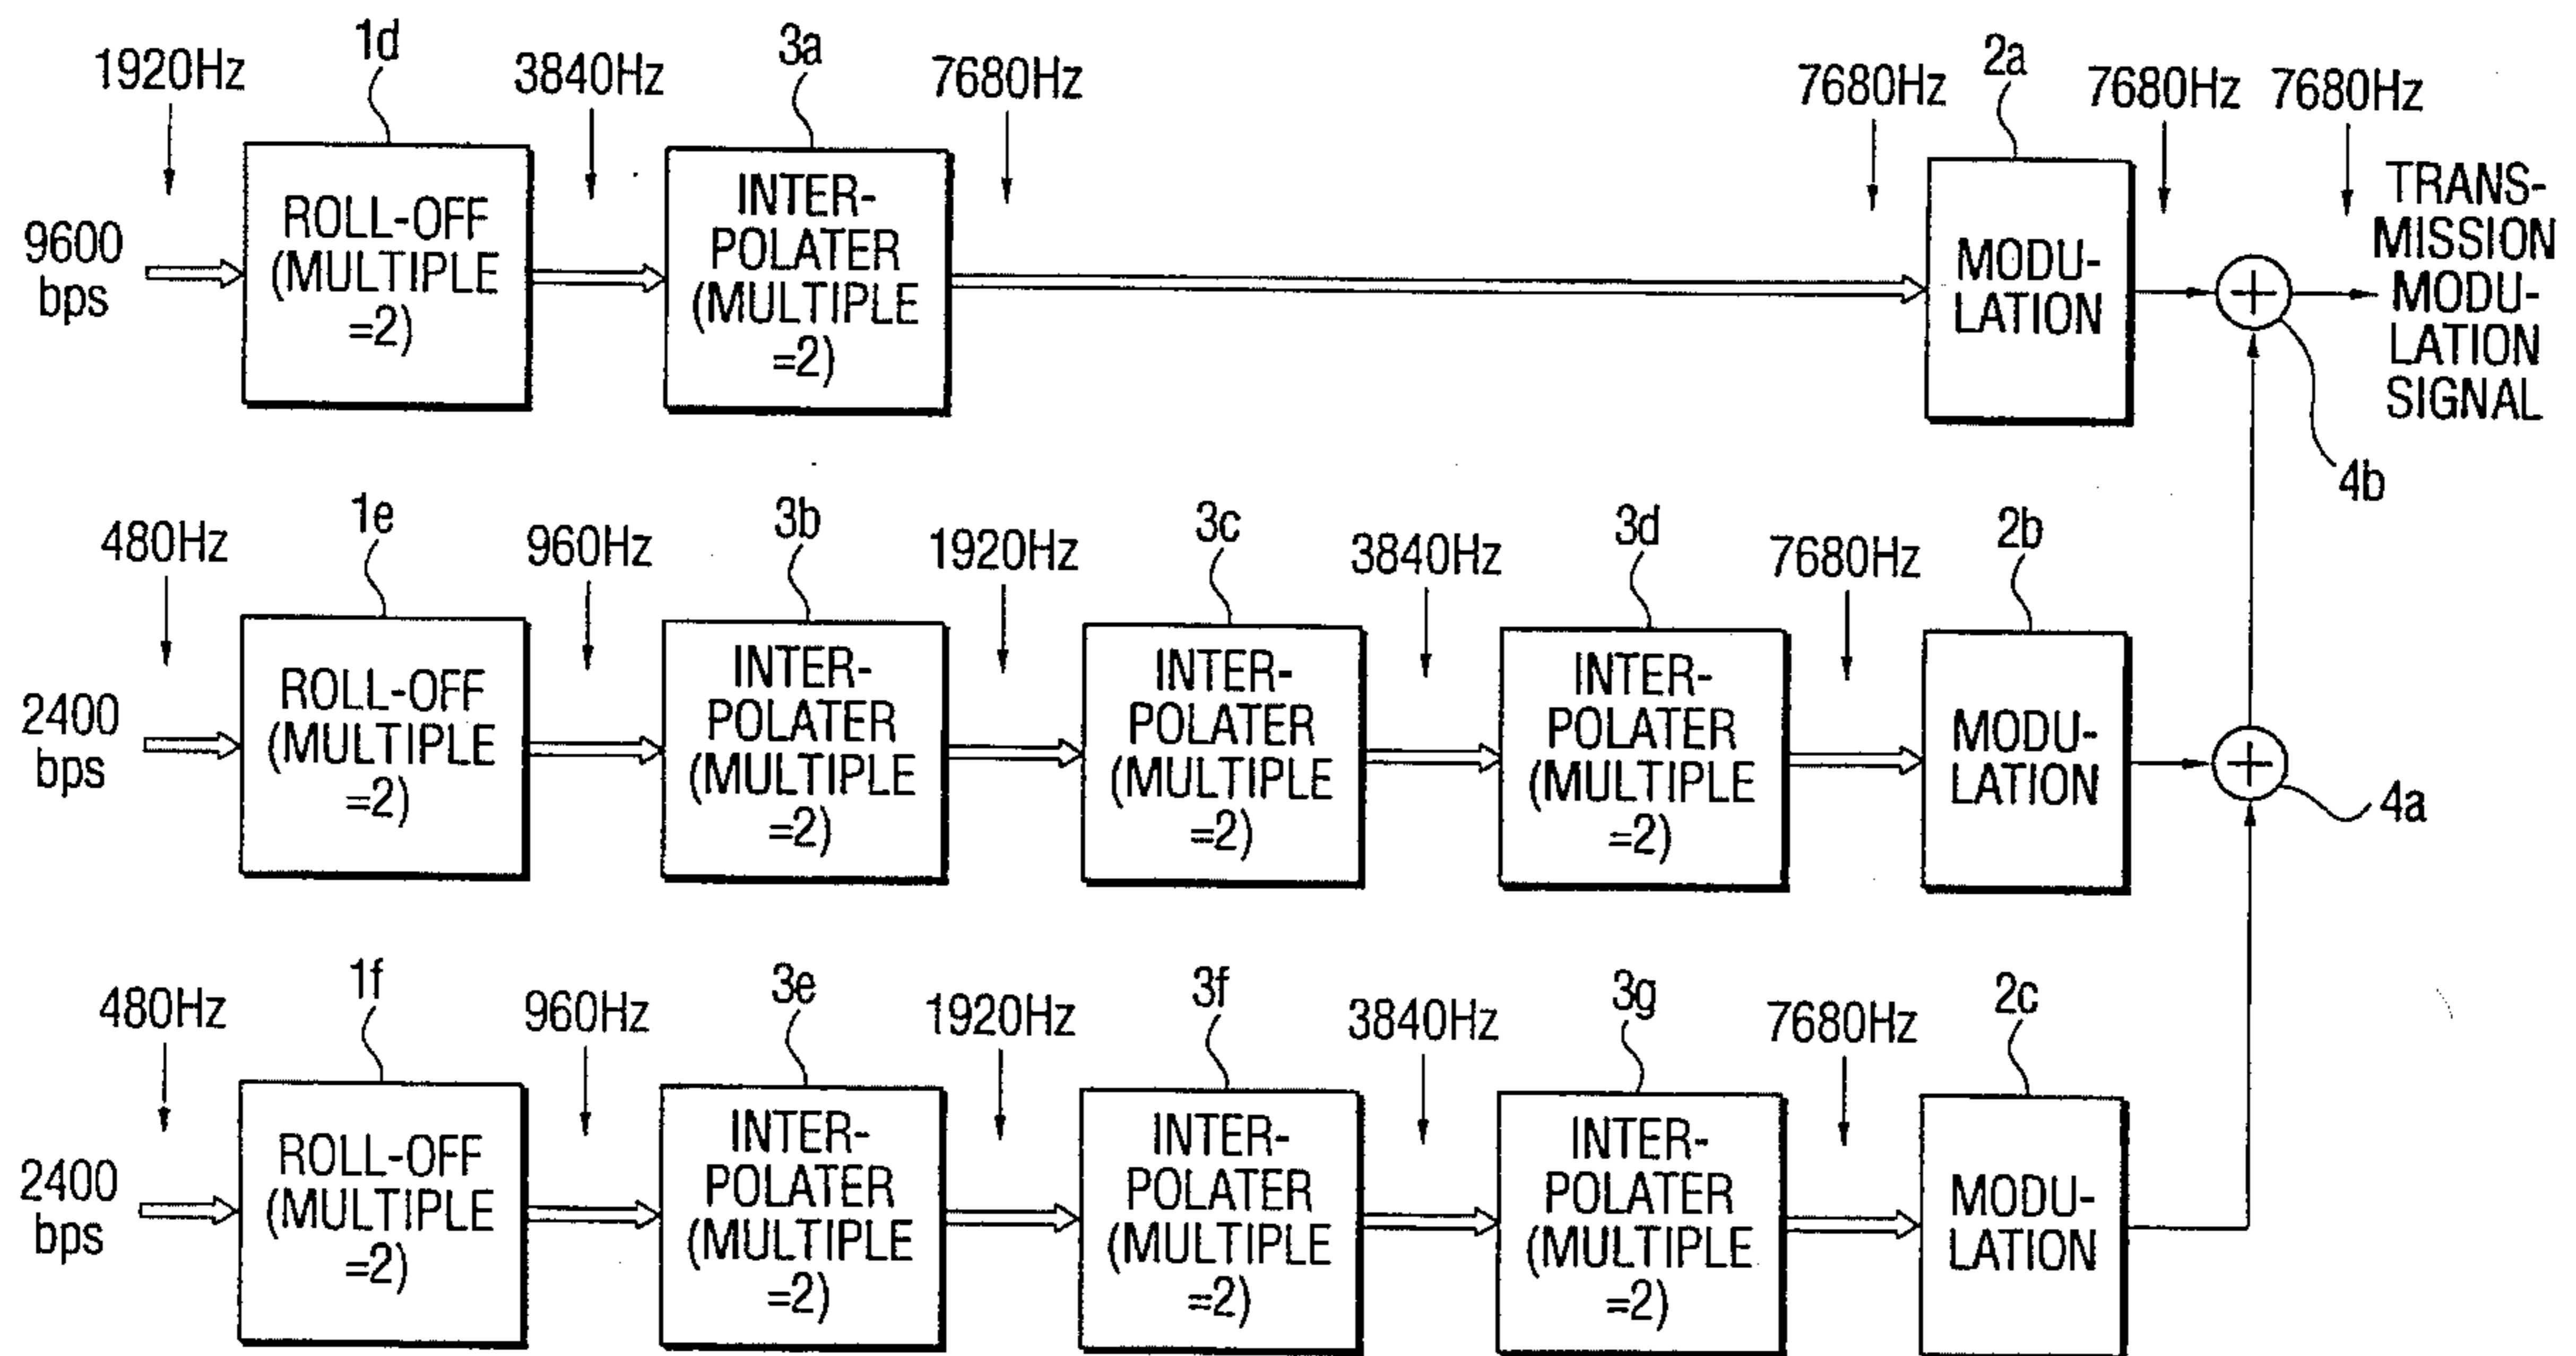 1d
3a
2a
1920Hz
3840Hz
7680Hz
7680Hz
7680Hz
7680Hz
9600
bps
ROLL-OFF
(MULTIPLE
=2)
INTER-
POLATER
(MULTIPLE
=2)
MODU-
LATION
TRANS-
MISSION
MODU-
LATION
SIGNAL
+
4b
1e
3b
3c
3d
2b
480Hz
960Hz
1920Hz
3840Hz
7680Hz
2400
bps
ROLL-OFF
(MULTIPLE
=2)
INTER-
POLATER
(MULTIPLE
=2)
INTER-
POLATER
(MULTIPLE
=2)
INTER-
POLATER
(MULTIPLE
=2)
MODU-
LATION
+
4a
1f
3e
3f
3g
2c
480Hz
960Hz
1920Hz
3840Hz
7680Hz
2400
bps
ROLL-OFF
(MULTIPLE
=2)
INTER-
POLATER
(MULTIPLE
=2)
INTER-
POLATER
(MULTIPLE
=2)
INTER-
POLATER
(MULTIPLE
=2)
MODU-
LATION